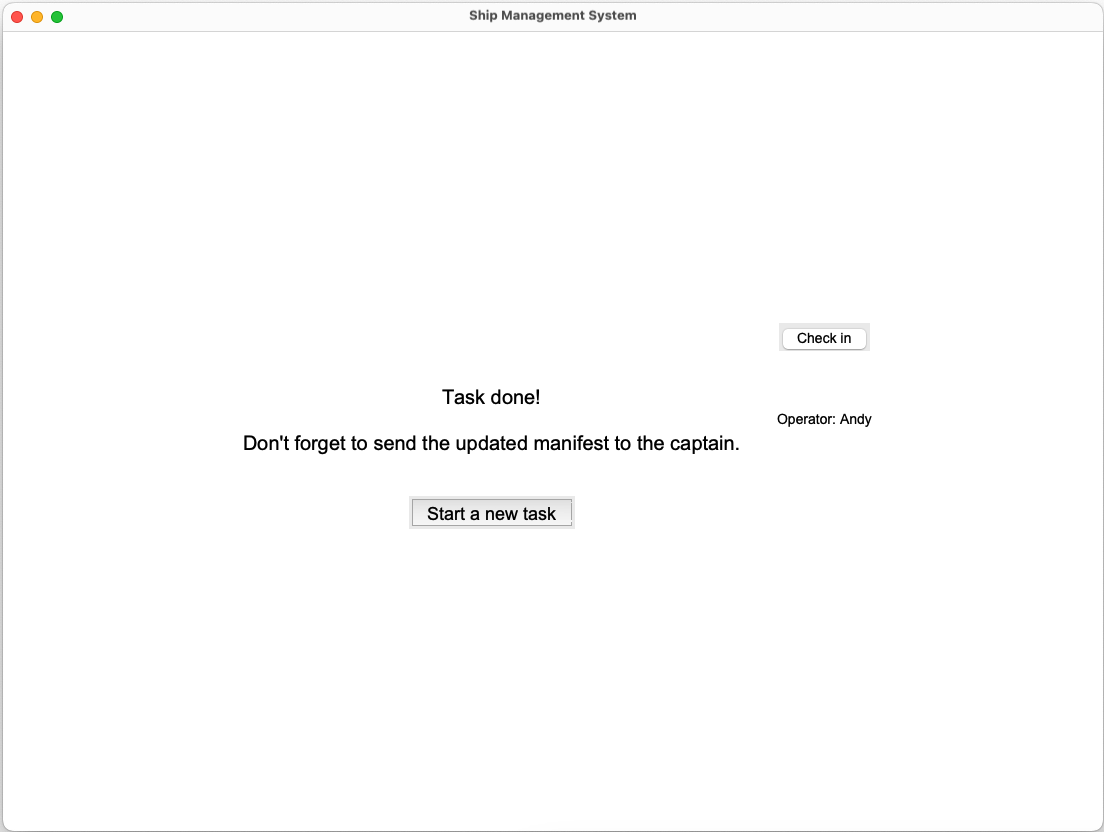 Ship Management System
Check in
Task done!
Operator: Andy
Don't forget to send the updated manifest to the captain.
Start a new task